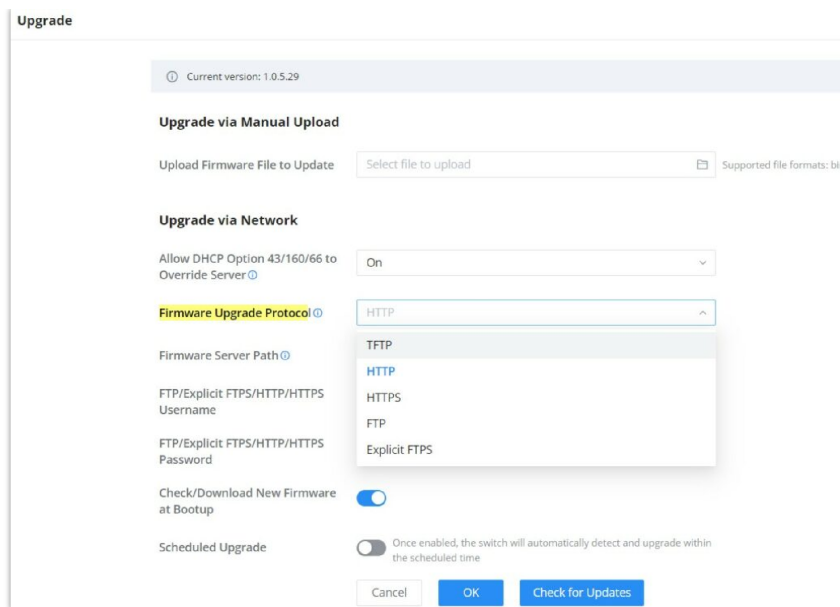 Upgrade
Current version: 1.0.5.29
Upgrade via Manual Upload
Upload Firmware File to Update
Select file to upload
Supported file formats: bi
Upgrade via Network
Allow DHCP Option 43/160/66 to
Override Server
On
Firmware Upgrade Protocol
HTTP
TFTP
Firmware Server Path
HTTP
HTTPS
FTP/Explicit FTPS/HTTP/HTTPS
Username
FTP
FTP/Explicit FTPS/HTTP/HTTPS
Password
Explicit FTPS
Check/Download New Firmware
at Bootup
Scheduled Upgrade
Once enabled, the switch will automatically detect and upgrade within
the scheduled time
Cancel
OK
Check for Updates